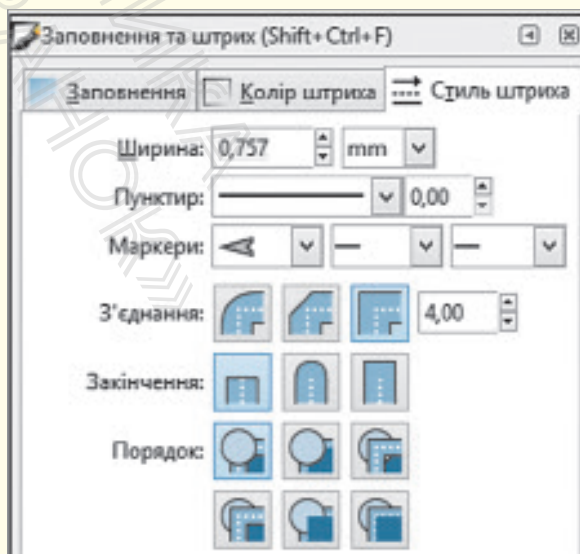 Заповнення та штрих (Shift+Ctrl+F)
Заповнення Колір штриха Стиль штриха
Ширина: 0,757 mm
Пунктир: 0,00
Маркери:
З'єднання: 4,00
Закінчення:
Порядок: